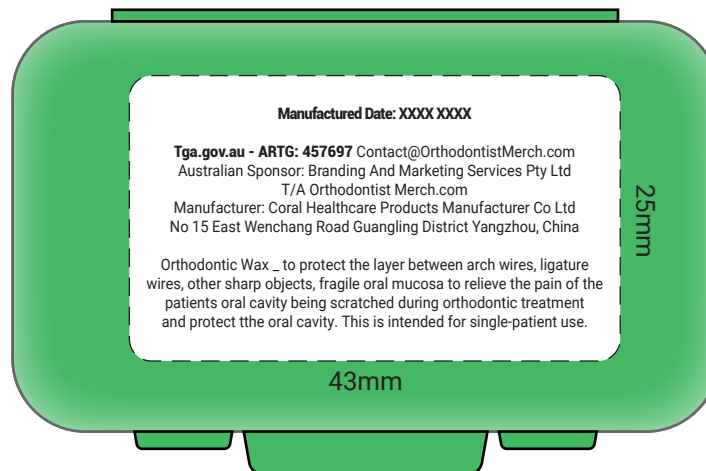 Manufactured Date: XXXX XXXX
Tga.gov.au - ARTG: 457697 Contact@OrthodontistMerch.com
Australian Sponsor: Branding And Marketing Services Pty Ltd
T/A Orthodontist Merch.com
Manufacturer: Coral Healthcare Products Manufacturer Co Ltd
No 15 East Wenchang Road Guangling District Yangzhou, China
Orthodontic Wax _ to protect the layer between arch wires, ligature
wires, other sharp objects, fragile oral mucosa to relieve the pain of the
patients oral cavity being scratched during orthodontic treatment
and protect tthe oral cavity. This is intended for single-patient use.
25mm
43mm